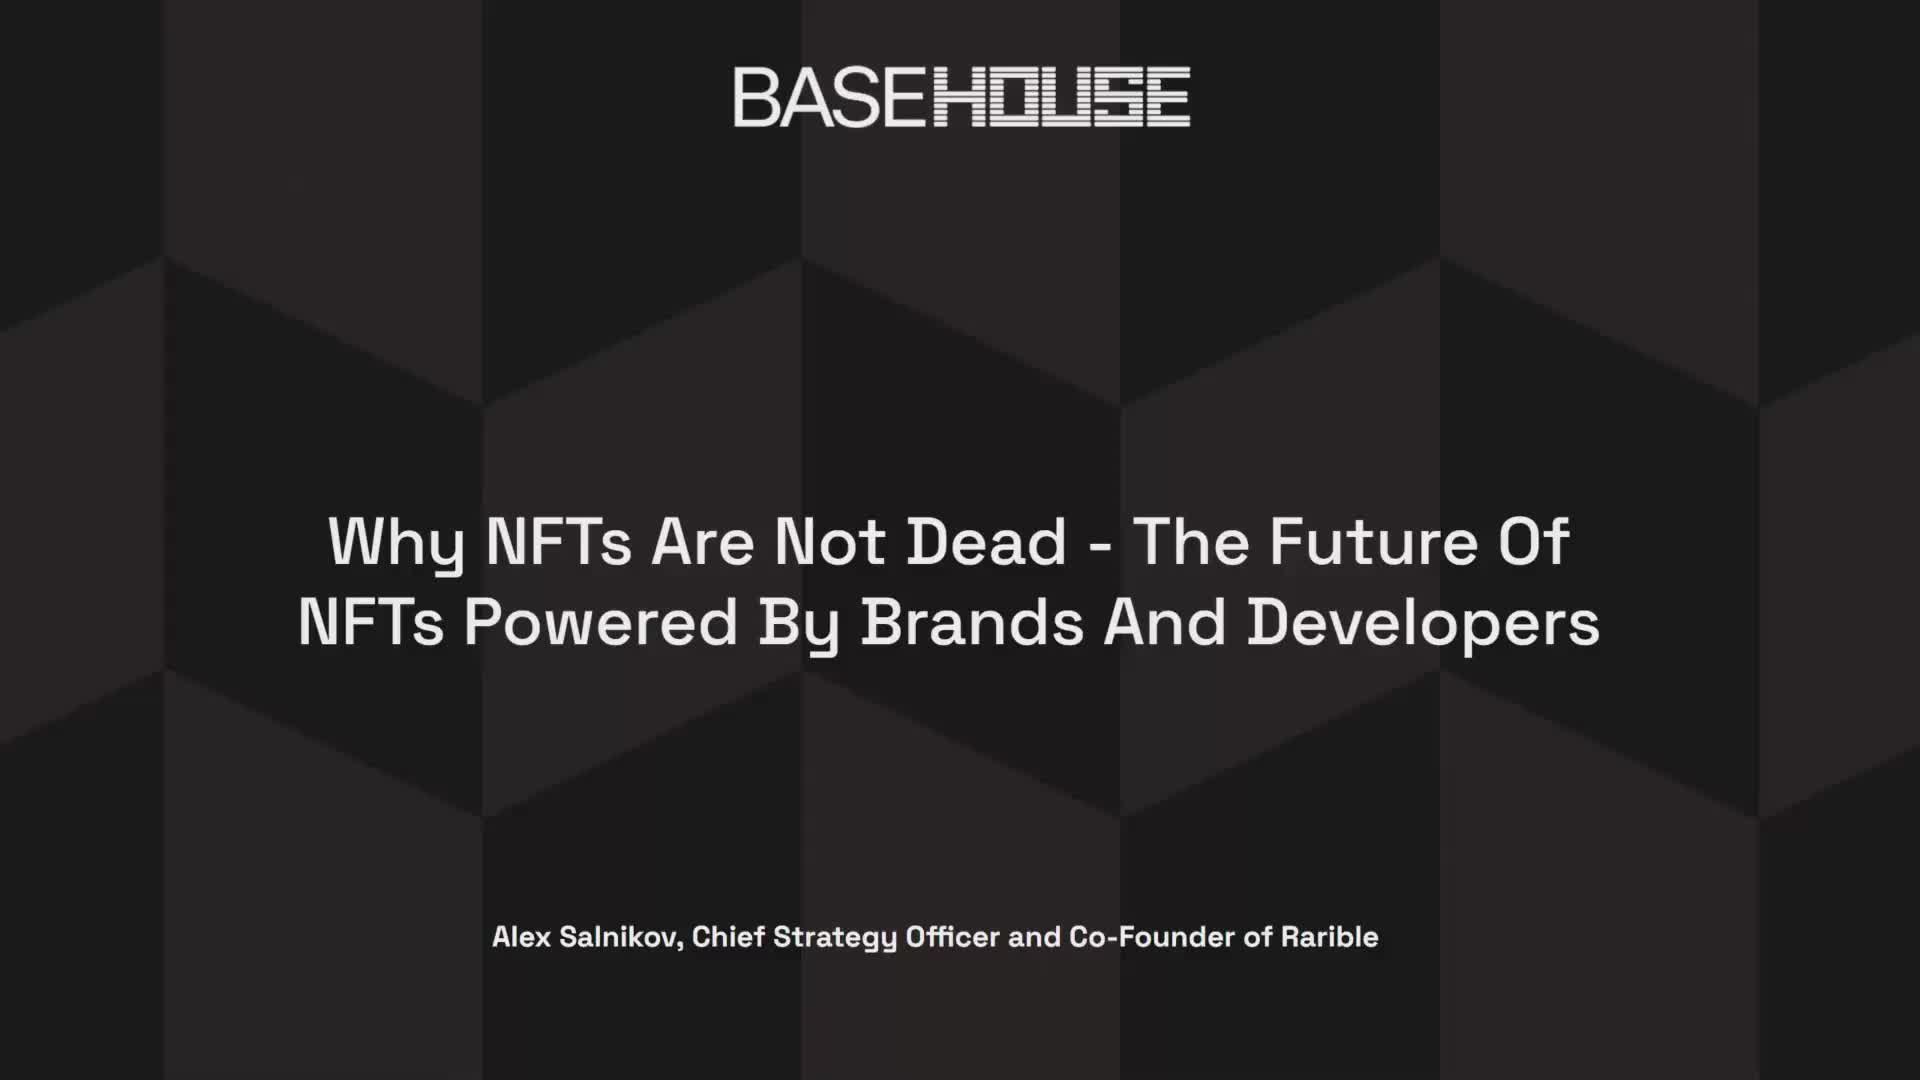 BASEHOUSE
Why NFTs Are Not Dead - The Future Of
NFTs Powered By Brands And Developers
Alex Salnikov, Chief Strategy Officer and Co-Founder of Rarible